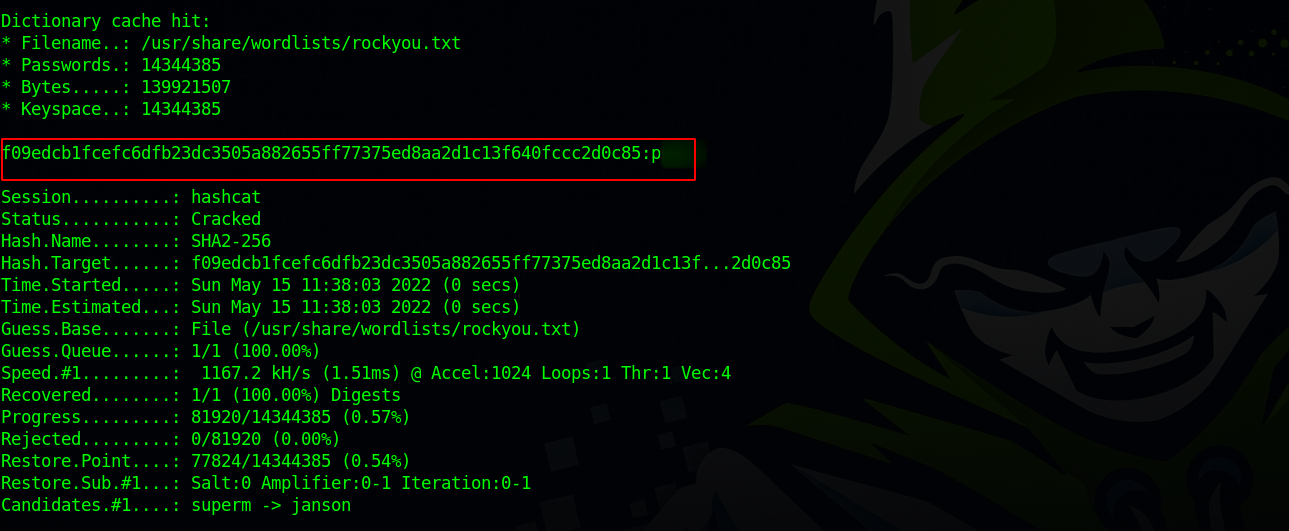 Dictionary cache hit:
* Filename..: /usr/share/wordlists/rockyou.txt
* Passwords.: 14344385
* Bytes.....: 139921507
* Keyspace..: 14344385
f09edcb1fcefc6dfb23dc3505a882655ff77375ed8aa2d1c13f640fccc2d0c85:p
Session..........: hashcat
Status...........: Cracked
Hash.Name........: SHA2-256
Hash.Target......: f09edcb1fcefc6dfb23dc3505a882655ff77375ed8aa2d1c13f...2d0c85
Time.Started.....: Sun May 15 11:38:03 2022 (0 secs)
Time.Estimated...: Sun May 15 11:38:03 2022 (0 secs)
Guess.Base.......: File (/usr/share/wordlists/rockyou.txt)
Guess.Queue......: 1/1 (100.00%)
Speed.#1.........:  1167.2 kH/s (1.51ms) @ Accel:1024 Loops:1 Thr:1 Vec:4
Recovered........: 1/1 (100.00%) Digests
Progress.........: 81920/14344385 (0.57%)
Rejected.........: 0/81920 (0.00%)
Restore.Point....: 77824/14344385 (0.54%)
Restore.Sub.#1...: Salt:0 Amplifier:0-1 Iteration:0-1
Candidates.#1....: superm -> janson